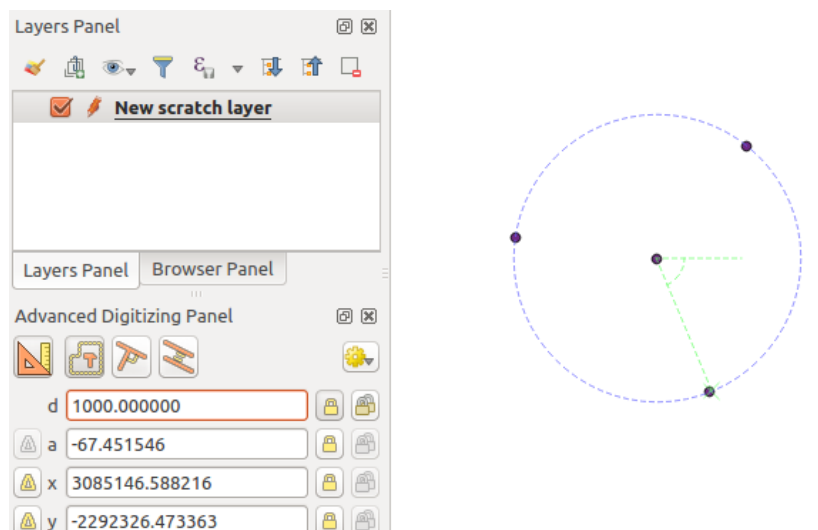 Layers Panel
New scratch layer
Layers Panel Browser Panel
Advanced Digitizing Panel
d 1000.000000
a -67.451546
x 3085146.588216
y -2292326.473363